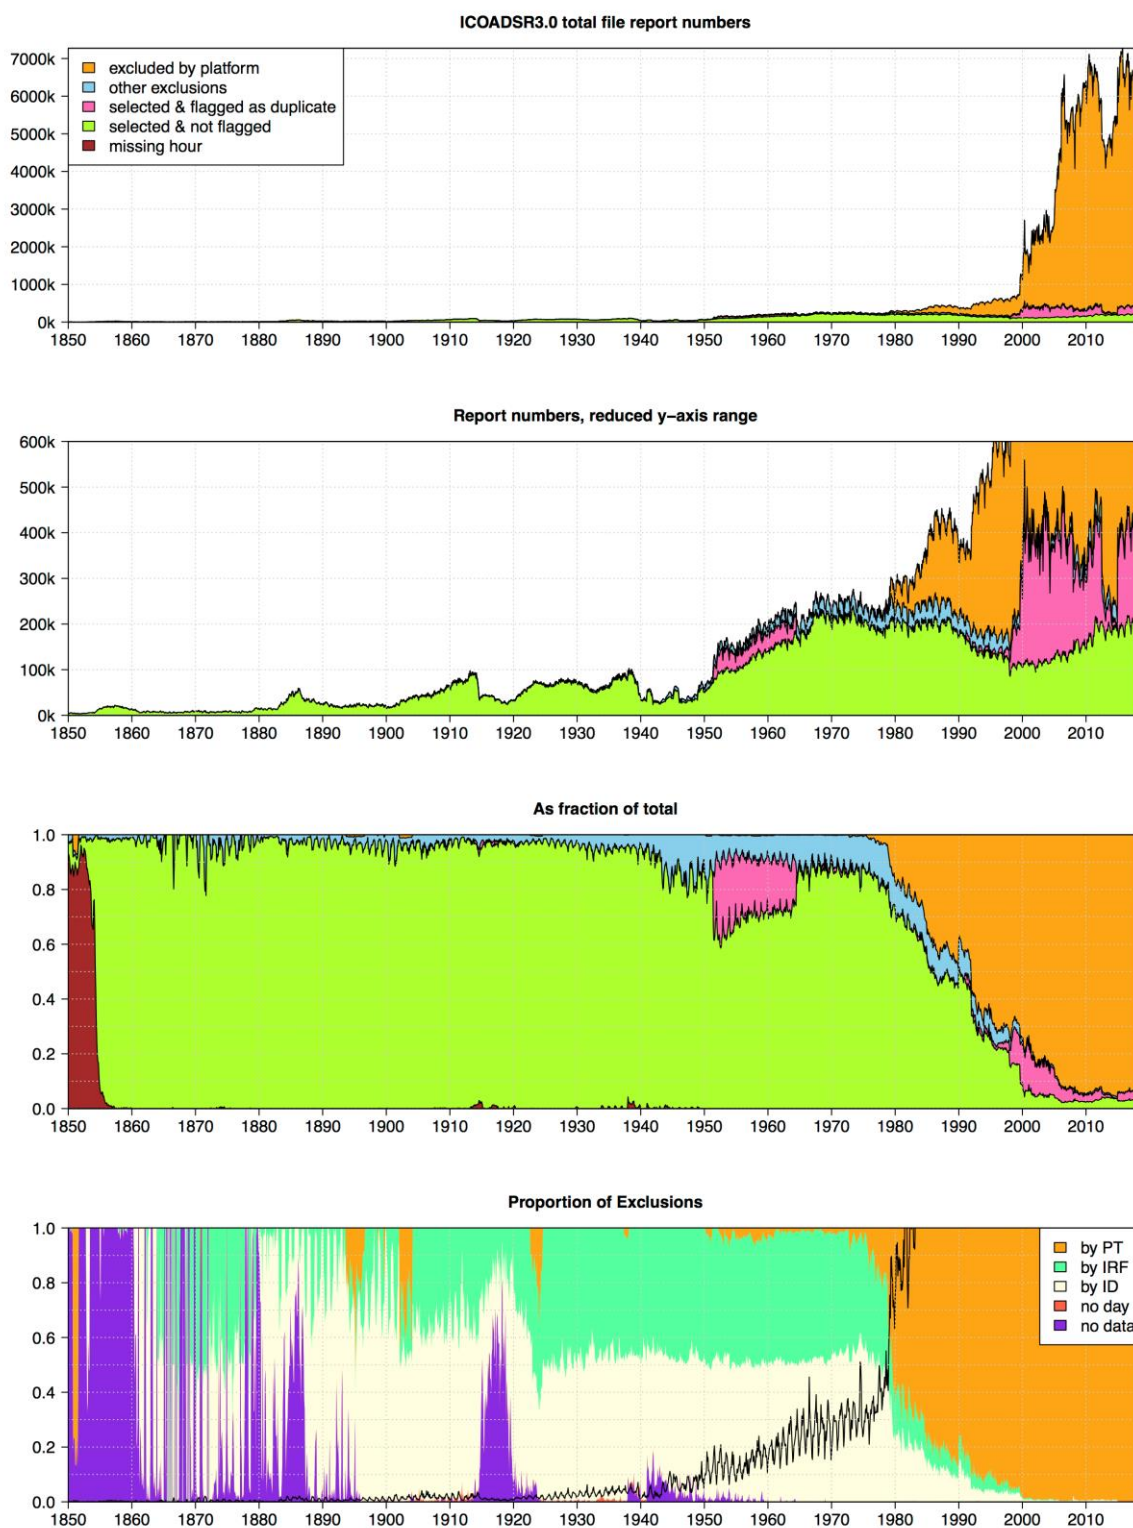 ICOADSR3.0 total file report numbers
7000k
6000k
5000k
4000k
3000k
2000k
1000k
0k
excluded by platform
other exclusions
selected & flagged as duplicate
selected & not flagged
missing hour
1850 1860 1870 1880 1890 1900 1910 1920 1930 1940 1950 1960 1970 1980 1990 2000 2010
Report numbers, reduced y−axis range
600k
500k
400k
300k
200k
100k
0k
1850 1860 1870 1880 1890 1900 1910 1920 1930 1940 1950 1960 1970 1980 1990 2000 2010
As fraction of total
1.0
0.8
0.6
0.4
0.2
0.0
1850 1860 1870 1880 1890 1900 1910 1920 1930 1940 1950 1960 1970 1980 1990 2000 2010
Proportion of Exclusions
1.0
0.8
0.6
0.4
0.2
0.0
by PT
by IRF
by ID
no day
no data
1850 1860 1870 1880 1890 1900 1910 1920 1930 1940 1950 1960 1970 1980 1990 2000 2010